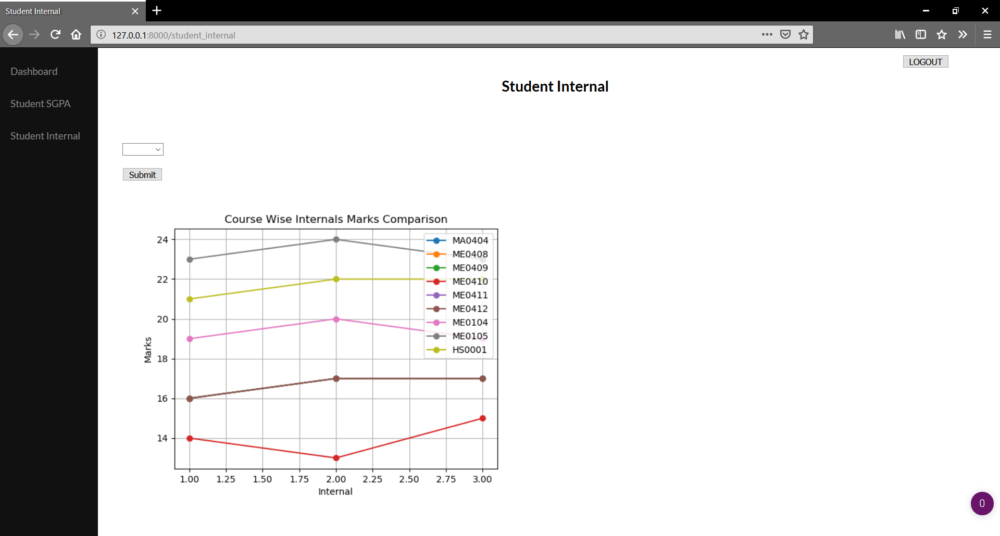 Student Internal
127.0.0.1:8000/student_internal
LOGOUT
Dashboard
Student SGPA
Student Internal
Student Internal
Submit
Course Wise Internals Marks Comparison
24
22
20
18
16
14
Marks
MA0404
ME0408
ME0409
ME0410
ME0411
ME0412
ME0104
ME0105
HS0001
1.00 1.25 1.50 1.75 2.00 2.25 2.50 2.75 3.00
Internal
0